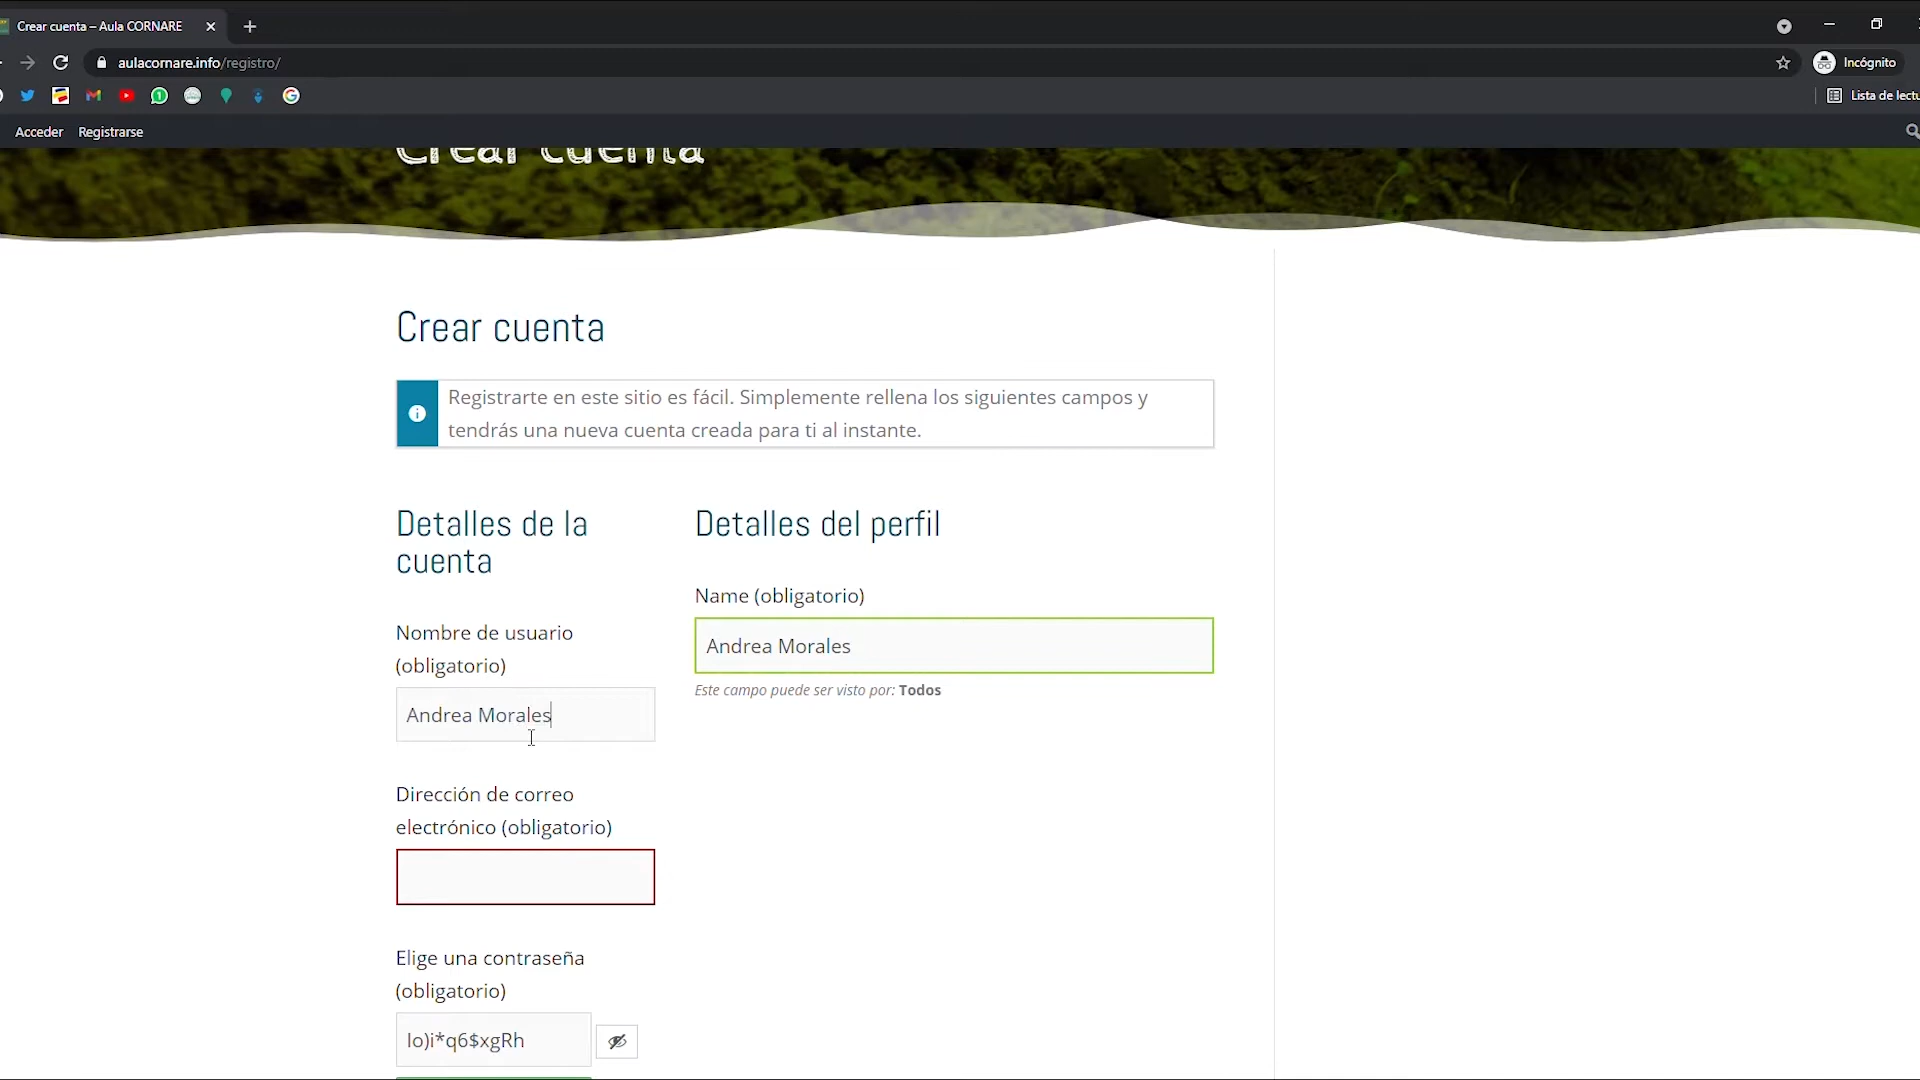 Crear cuenta – Aula CORNARE
aulacornare.info/registro/
Incógnito
Lista de lectu
Acceder Registrarse
Crear cuenta
Crear cuenta
Registrarte en este sitio es fácil. Simplemente rellena los siguientes campos y
tendrás una nueva cuenta creada para ti al instante.
Detalles de la
cuenta
Nombre de usuario
(obligatorio)
Andrea Morales
Dirección de correo
electrónico (obligatorio)
Elige una contraseña
(obligatorio)
Io)i*q6$xgRh
Detalles del perfil
Name (obligatorio)
Andrea Morales
Este campo puede ser visto por: Todos